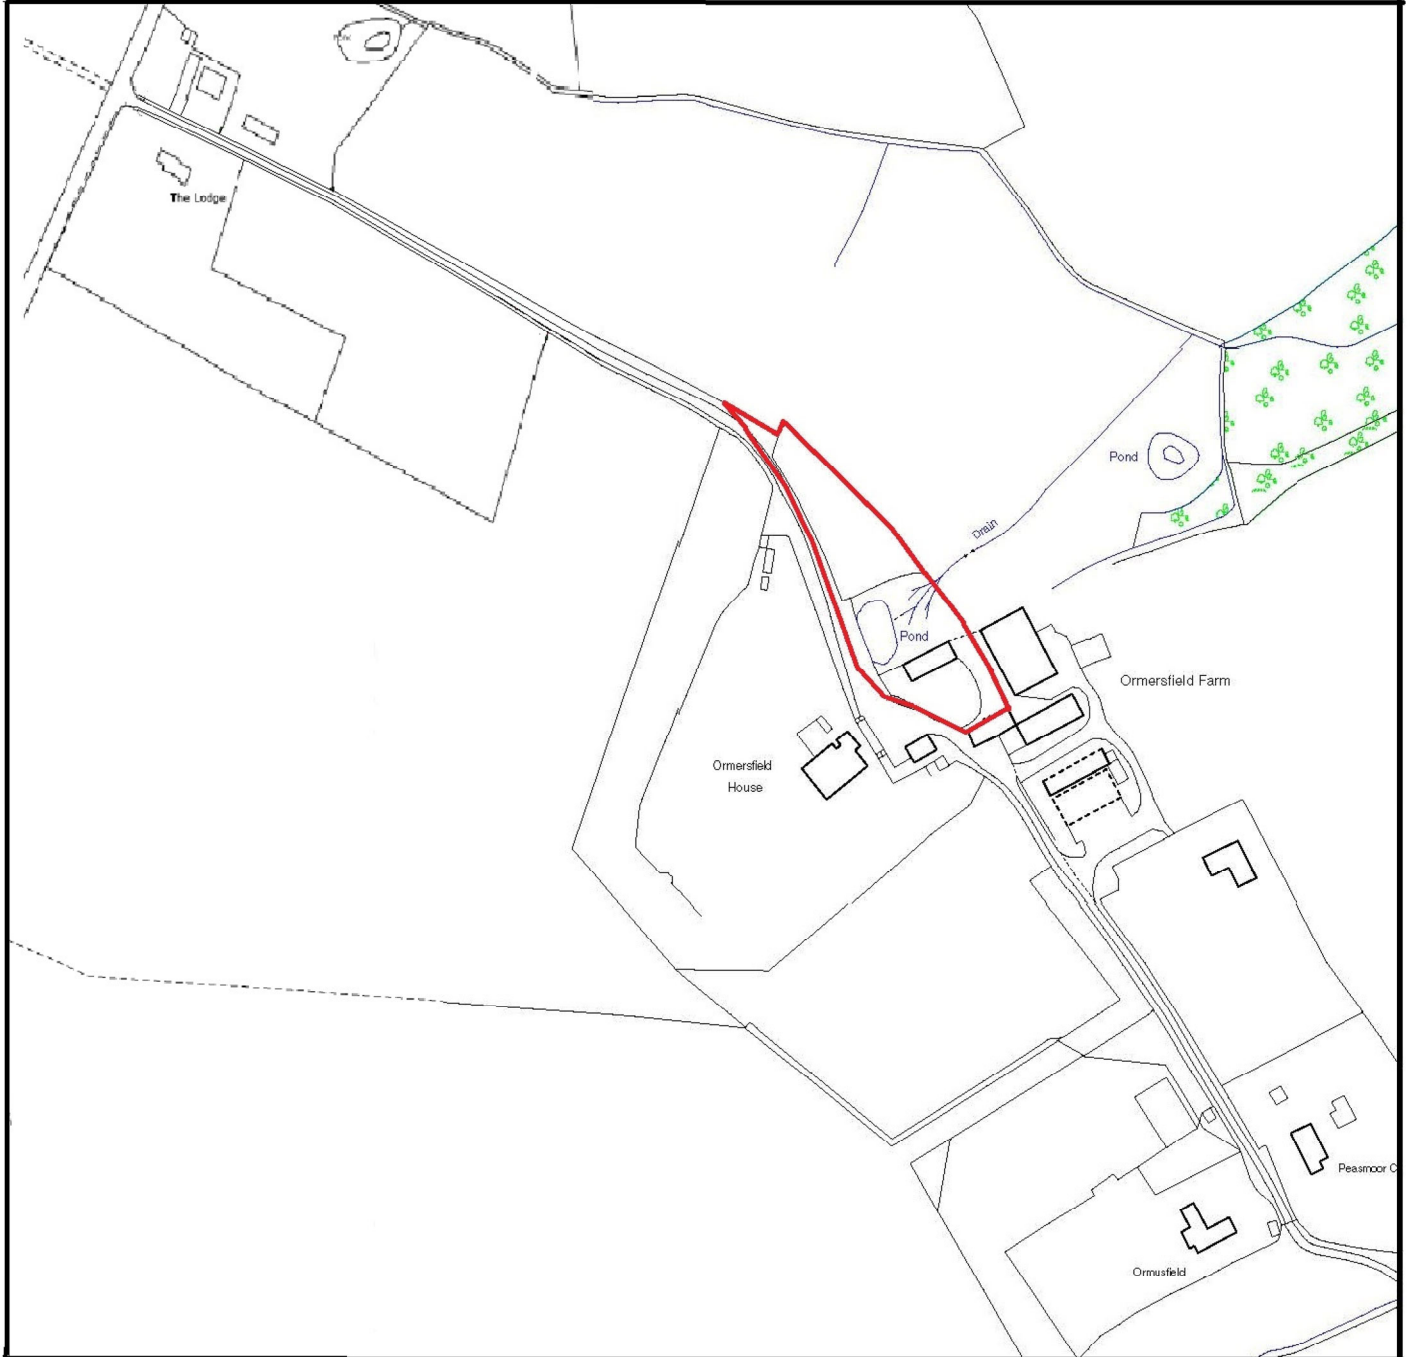 The Lodge
Pond
Drain
Pond
Ormersfield Farm
Ormersfield
House
Peasmoor C
Ormusfield